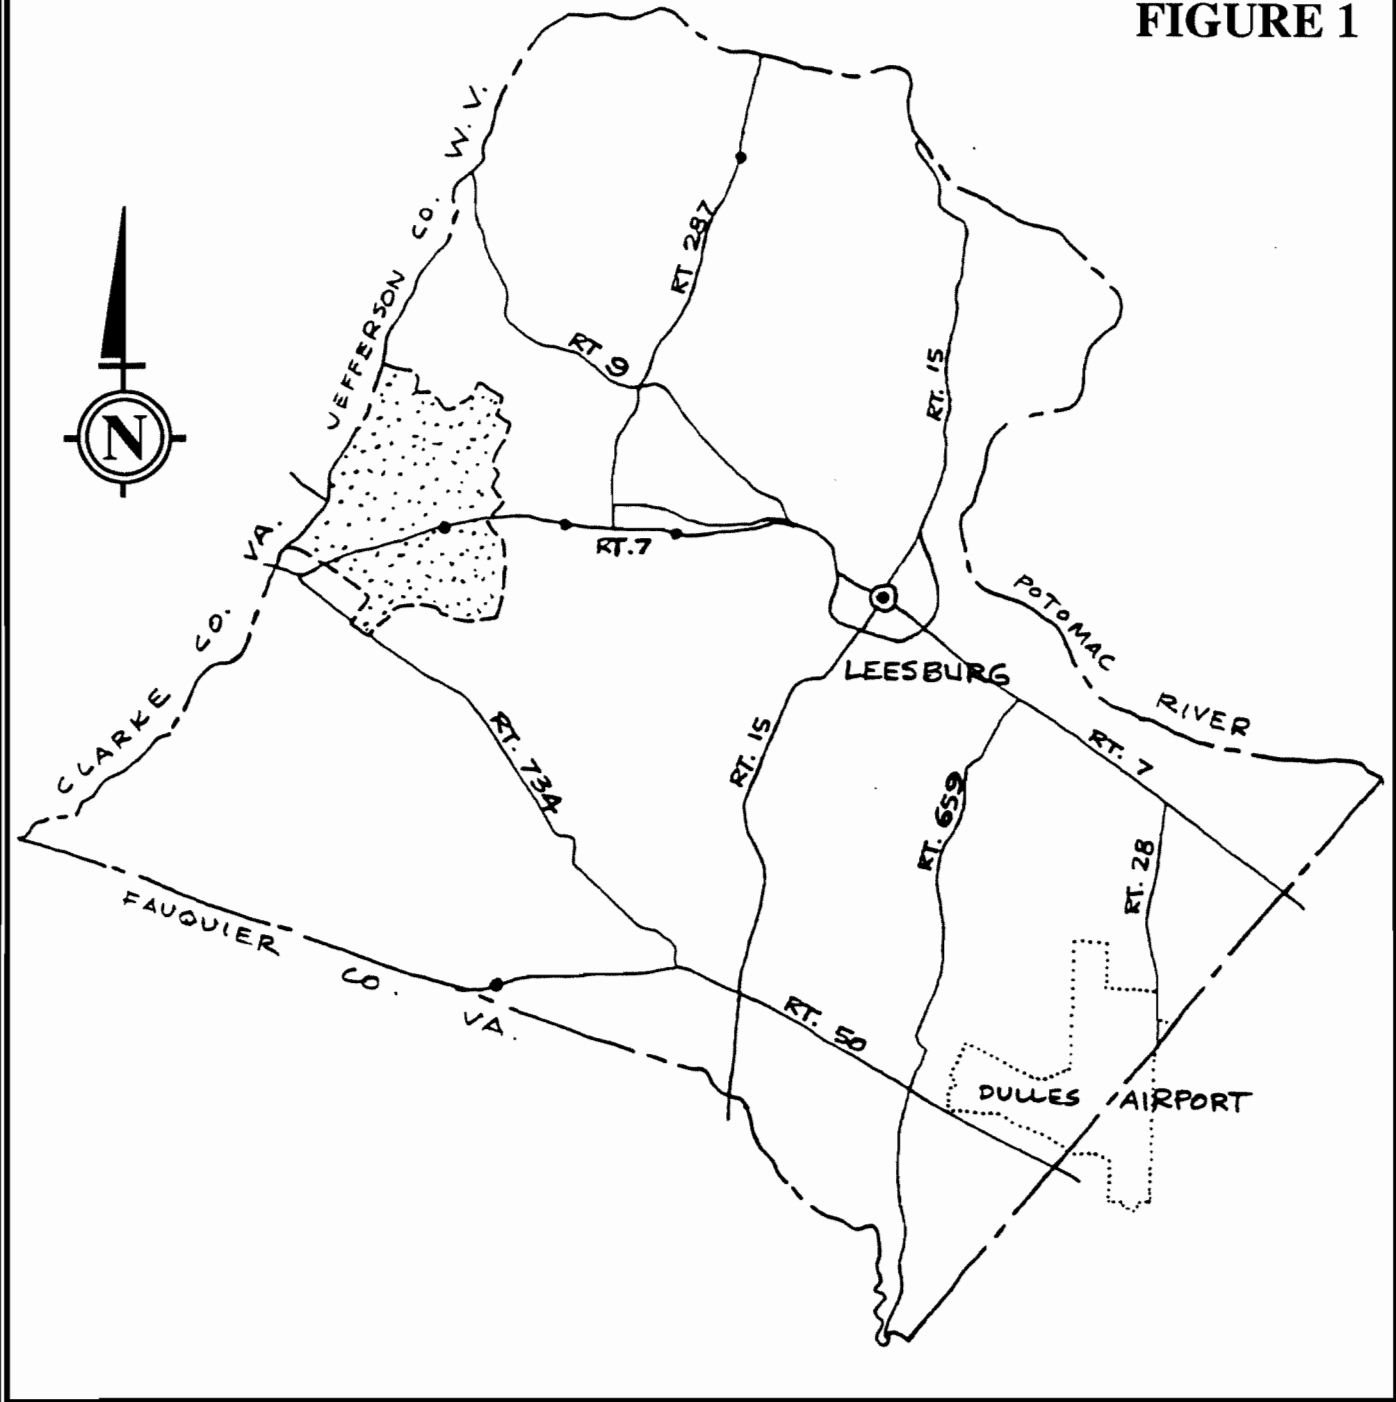 FIGURE 1
W. V.
JEFFERSON CO.
RT 287
RT 9
RT. 15
N
VA.
RT. 7
CLARKE CO.
POTOMAC RIVER
LEESBURG
RT. 734
RT. 15
RT. 659
RT. 7
RT. 28
FAUQUIER CO. VA.
RT. 50
DULLES AIRPORT